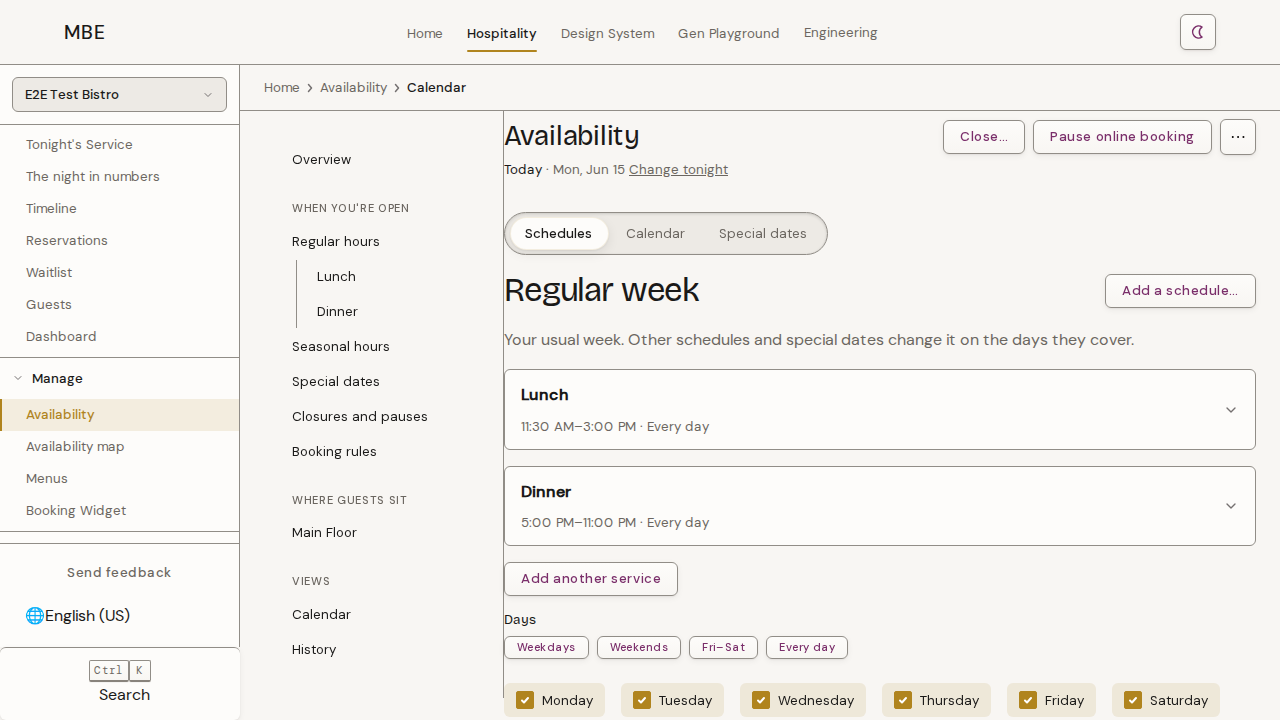 MBE
Home
Hospitality
Design System
Gen Playground
Engineering
E2E Test Bistro
Tonight's Service
The night in numbers
Timeline
Reservations
Waitlist
Guests
Dashboard
Manage
Availability
Availability map
Menus
Booking Widget
Send feedback
English (US)
Ctrl K
Search
Home > Availability > Calendar
Overview
WHEN YOU'RE OPEN
Regular hours
Lunch
Dinner
Seasonal hours
Special dates
Closures and pauses
Booking rules
WHERE GUESTS SIT
Main Floor
VIEWS
Calendar
History
Availability
Close…
Pause online booking
…
Today · Mon, Jun 15 Change tonight
Schedules
Calendar
Special dates
Regular week
Add a schedule…
Your usual week. Other schedules and special dates change it on the days they cover.
Lunch
11:30 AM–3:00 PM · Every day
Dinner
5:00 PM–11:00 PM · Every day
Add another service
Days
Weekdays
Weekends
Fri–Sat
Every day
Monday
Tuesday
Wednesday
Thursday
Friday
Saturday